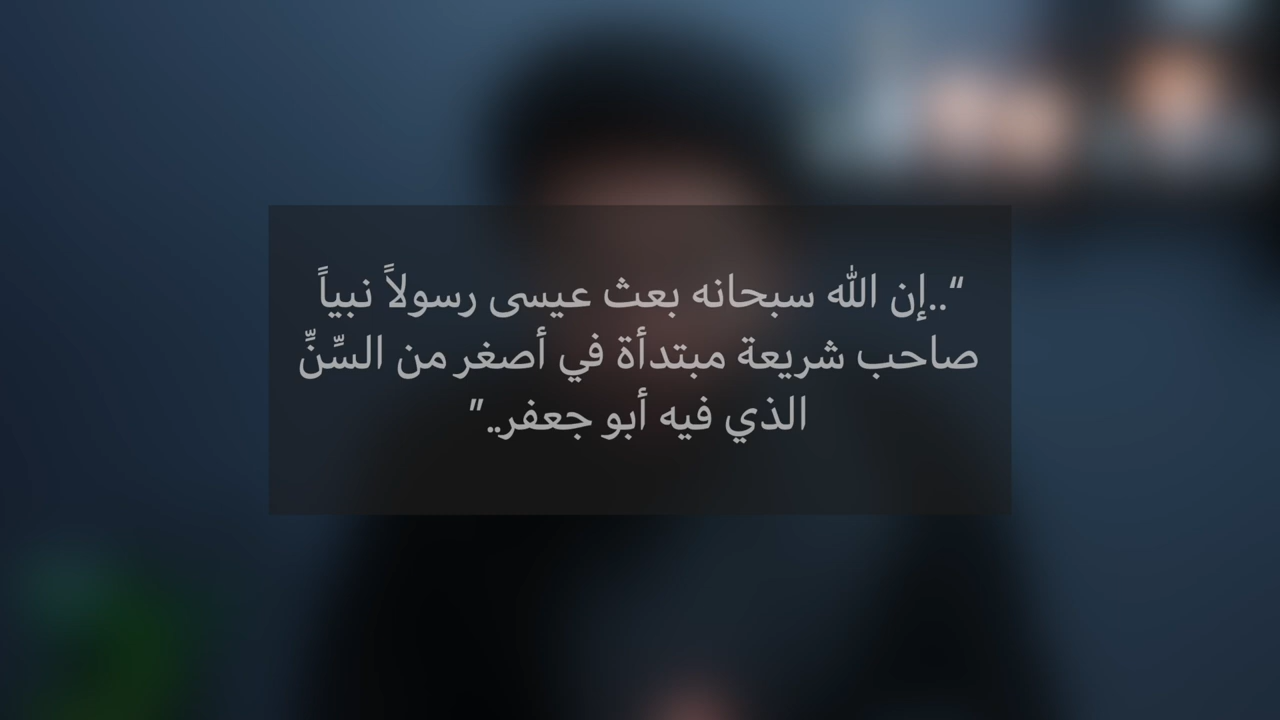 “..إن الله سبحانه بعث عيسى رسولاً نبياً
صاحب شريعة مبتدأة في أصغر من السِّنِّ
الذي فيه أبو جعفر.."